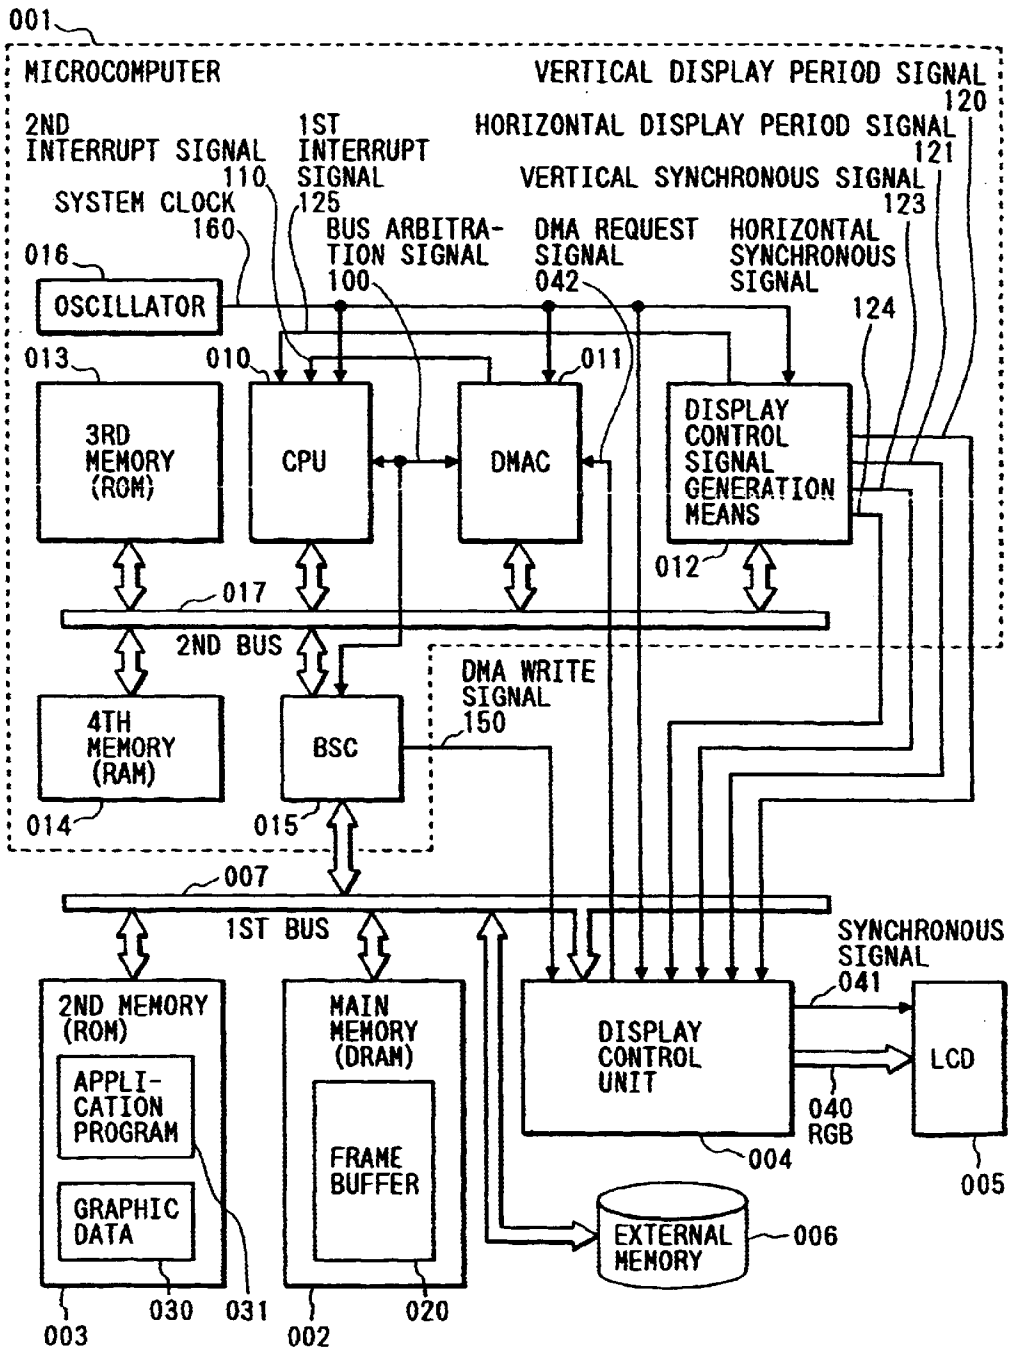 001
MICROCOMPUTER
VERTICAL DISPLAY PERIOD SIGNAL
120
2ND
INTERRUPT SIGNAL
110
1ST
INTERRUPT
SIGNAL
125
HORIZONTAL DISPLAY PERIOD SIGNAL
121
VERTICAL SYNCHRONOUS SIGNAL
123
SYSTEM CLOCK
160
BUS ARBITRA-
TION SIGNAL
100
DMA REQUEST
SIGNAL
042
HORIZONTAL
SYNCHRONOUS
SIGNAL
124
016
OSCILLATOR
013
010
011
3RD
MEMORY
(ROM)
CPU
DMAC
DISPLAY
CONTROL
SIGNAL
GENERATION
MEANS
012
017
2ND BUS
4TH
MEMORY
(RAM)
014
BSC
015
DMA WRITE
SIGNAL
150
007
1ST BUS
2ND MEMORY
(ROM)
APPLI-
CATION
PROGRAM
GRAPHIC
DATA
003
030
031
MAIN
MEMORY
(DRAM)
FRAME
BUFFER
002
020
DISPLAY
CONTROL
UNIT
004
SYNCHRONOUS
SIGNAL
041
040
RGB
LCD
005
EXTERNAL
MEMORY
006